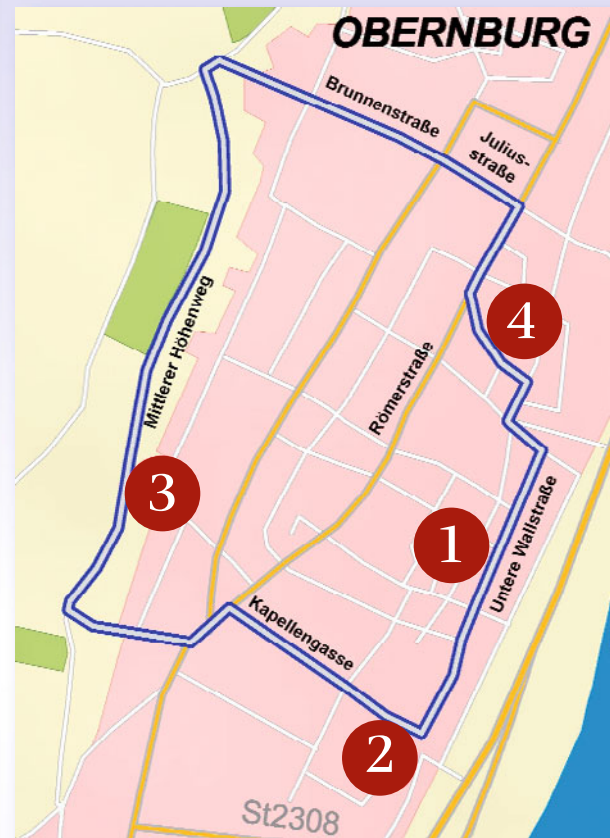 OBERNBURG
Brunnenstraße
Julius-
straße
4
Mittlerer Höhenweg
Römerstraße
3
1
Untere Wallstraße
Kapellengasse
2
St2308